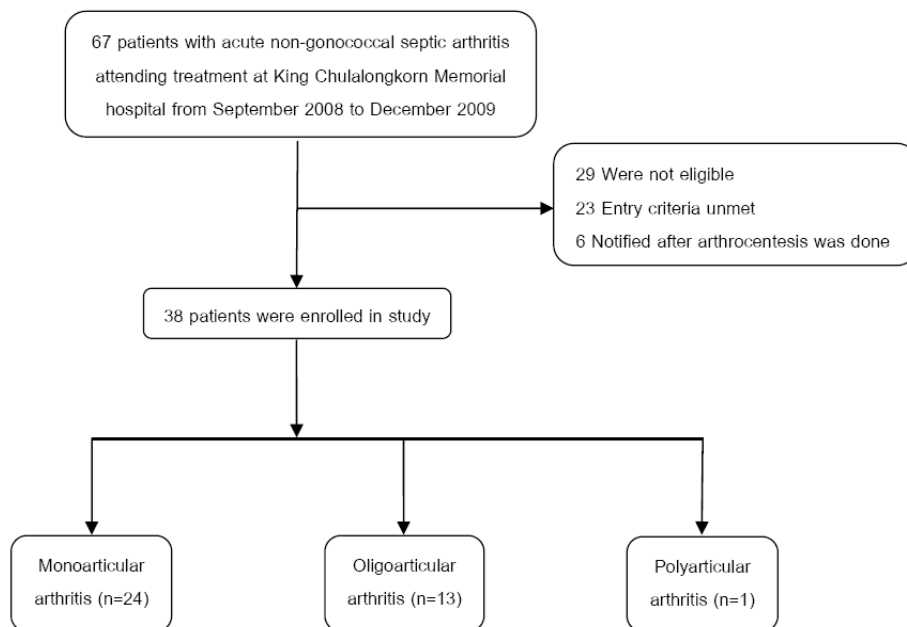 67 patients with acute non-gonococcal septic arthritis
attending treatment at King Chulalongkorn Memorial
hospital from September 2008 to December 2009
29 Were not eligible
23 Entry criteria unmet
6 Notified after arthrocentesis was done
38 patients were enrolled in study
Monoarticular
arthritis (n=24)
Oligoarticular
arthritis (n=13)
Polyarticular
arthritis (n=1)